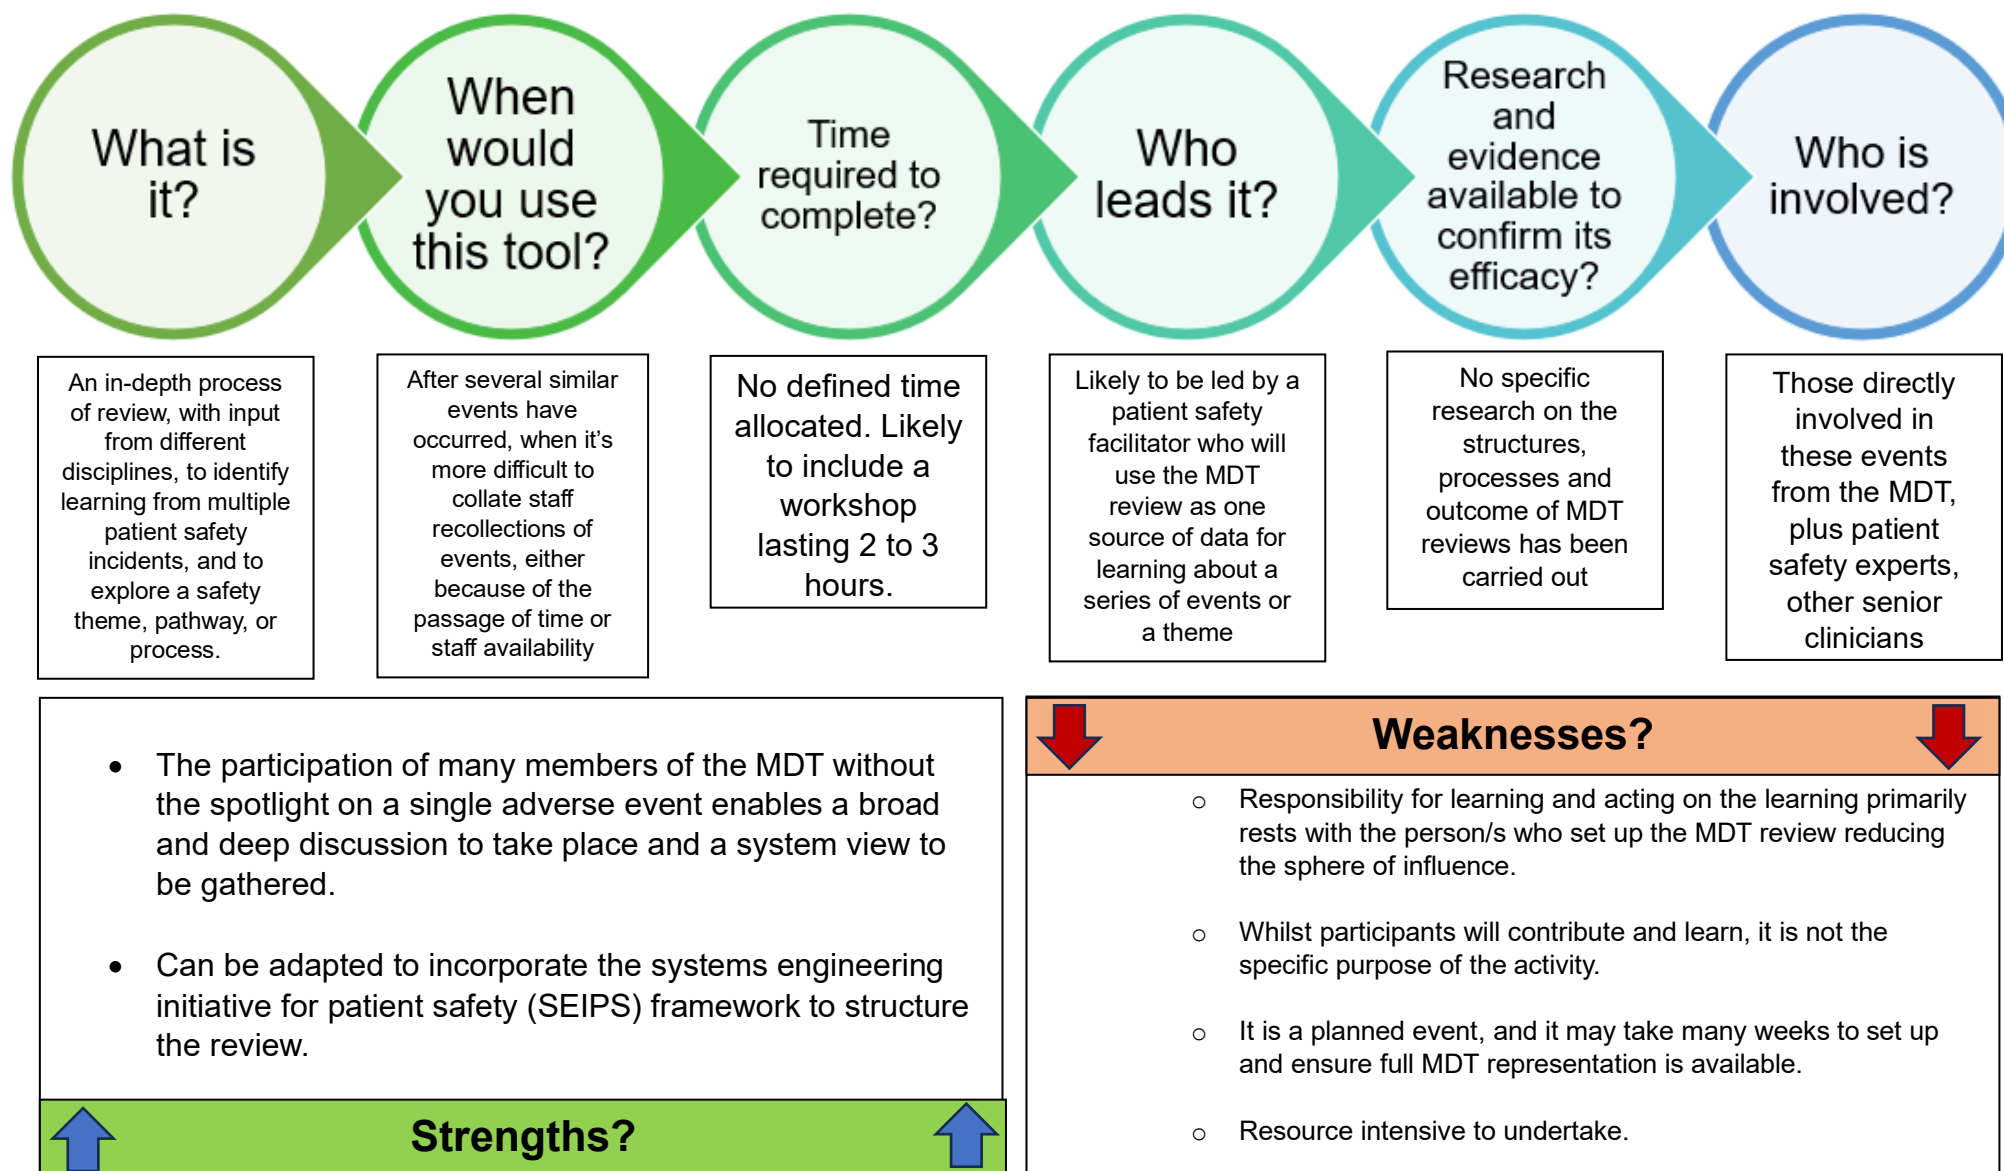 What is
it?
When
would
you use
this tool?
Time
required to
complete?
Who
leads it?
Research
and
evidence
available to
confirm its
efficacy?
Who is
involved?
An in-depth process
of review, with input
from different
disciplines, to identify
learning from multiple
patient safety
incidents, and to
explore a safety
theme, pathway, or
process.
After several similar
events have
occurred, when it’s
more difficult to
collate staff
recollections of
events, either
because of the
passage of time or
staff availability
No defined time
allocated. Likely
to include a
workshop
lasting 2 to 3
hours.
Likely to be led by a
patient safety
facilitator who will
use the MDT
review as one
source of data for
learning about a
series of events or
a theme
No specific
research on the
structures,
processes and
outcome of MDT
reviews has been
carried out
Those directly
involved in
these events
from the MDT,
plus patient
safety experts,
other senior
clinicians
• The participation of many members of the MDT without
the spotlight on a single adverse event enables a broad
and deep discussion to take place and a system view to
be gathered.
• Can be adapted to incorporate the systems engineering
initiative for patient safety (SEIPS) framework to structure
the review.
Strengths?
Weaknesses?
○ Responsibility for learning and acting on the learning primarily
rests with the person/s who set up the MDT review reducing
the sphere of influence.
○ Whilst participants will contribute and learn, it is not the
specific purpose of the activity.
○ It is a planned event, and it may take many weeks to set up
and ensure full MDT representation is available.
○ Resource intensive to undertake.